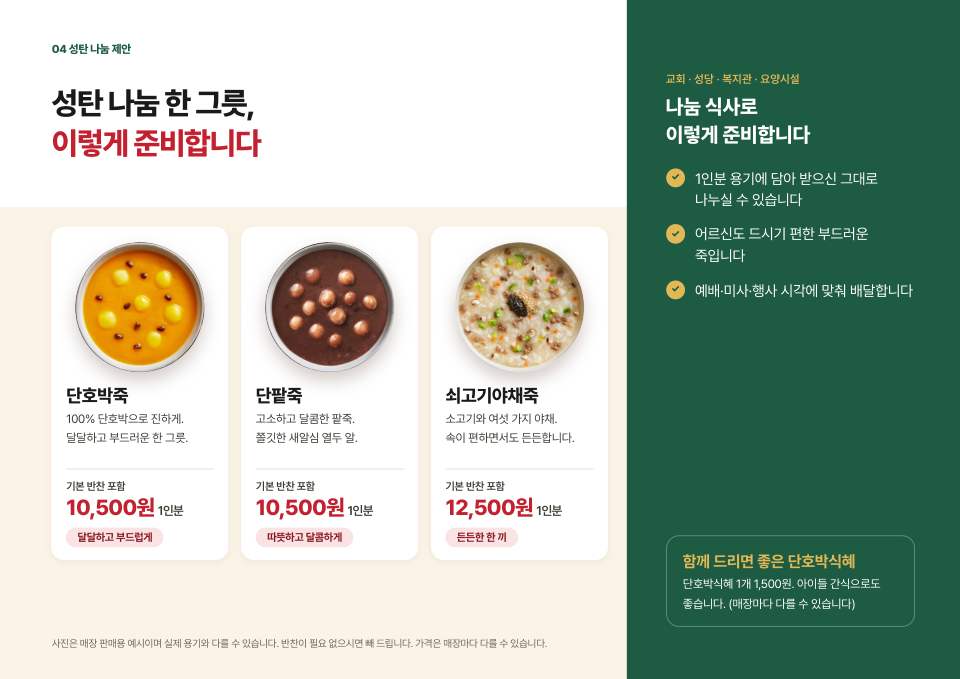 04 성탄 나눔 제안
성탄 나눔 한 그릇,
이렇게 준비합니다
단호박죽
100% 단호박으로 진하게.
달달하고 부드러운 한 그릇.
기본 반찬 포함
10,500원 1인분
달달하고 부드럽게
단팥죽
고소하고 달콤한 팥죽.
쫄깃한 새알심 열두 알.
기본 반찬 포함
10,500원 1인분
따뜻하고 달콤하게
쇠고기야채죽
소고기와 여섯 가지 야채.
속이 편하면서도 든든합니다.
기본 반찬 포함
12,500원 1인분
든든한 한 끼
사진은 매장 판매용 예시이며 실제 용기와 다를 수 있습니다. 반찬이 필요 없으시면 빼 드립니다. 가격은 매장마다 다를 수 있습니다.
교회 · 성당 · 복지관 · 요양시설
나눔 식사로
이렇게 준비합니다
1인분 용기에 담아 받으신 그대로
나누실 수 있습니다
어르신도 드시기 편한 부드러운
죽입니다
예배·미사·행사 시각에 맞춰 배달합니다
함께 드리면 좋은 단호박식혜
단호박식혜 1개 1,500원. 아이들 간식으로도
좋습니다. (매장마다 다를 수 있습니다)